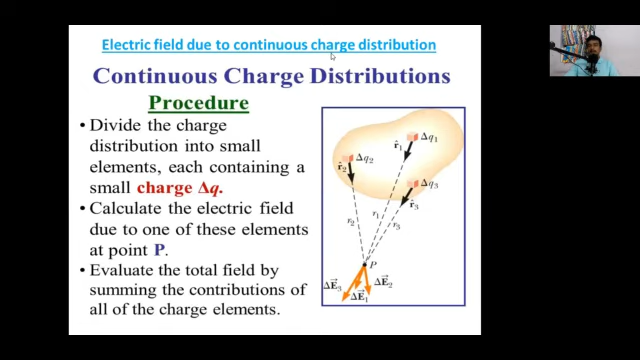 Electric field due to continuous charge distribution
Continuous Charge Distributions
Procedure
• Divide the charge
distribution into small
elements, each containing a
small charge Δq.
• Calculate the electric field
due to one of these elements
at point P.
• Evaluate the total field by
summing the contributions of
all of the charge elements.
Δq1
r̂1
Δq2
r̂2
Δq3
r̂3
r2
r1
r3
P
ΔE⃗3
ΔE⃗2
ΔE⃗1